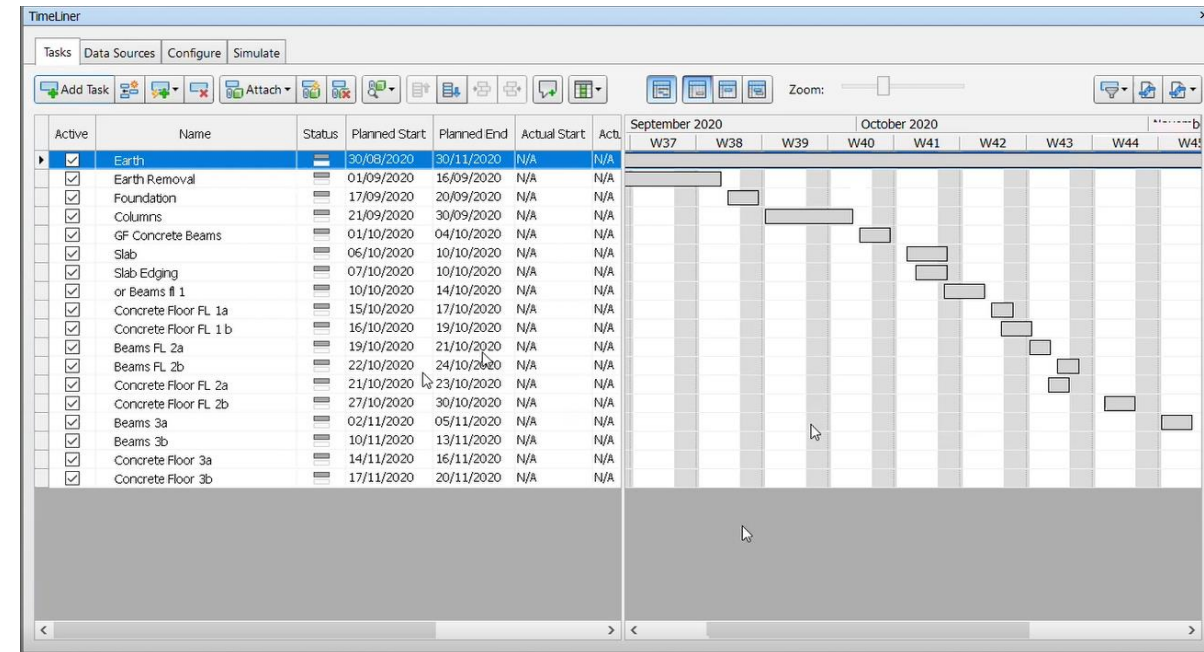 TimeLiner
Tasks Data Sources Configure Simulate
Add Task Attach Zoom:
Active Name Status Planned Start Planned End Actual Start Actu
September 2020 October 2020
W37 W38 W39 W40 W41 W42 W43 W44 W45
Earth 30/08/2020 30/11/2020 N/A N/A
Earth Removal 01/09/2020 16/09/2020 N/A N/A
Foundation 17/09/2020 20/09/2020 N/A N/A
Columns 21/09/2020 30/09/2020 N/A N/A
GF Concrete Beams 01/10/2020 04/10/2020 N/A N/A
Slab 06/10/2020 10/10/2020 N/A N/A
Slab Edging 07/10/2020 10/10/2020 N/A N/A
or Beams fl 1 10/10/2020 14/10/2020 N/A N/A
Concrete Floor FL 1a 15/10/2020 17/10/2020 N/A N/A
Concrete Floor FL 1 b 16/10/2020 19/10/2020 N/A N/A
Beams FL 2a 19/10/2020 21/10/2020 N/A N/A
Beams FL 2b 22/10/2020 24/10/2020 N/A N/A
Concrete Floor FL 2a 21/10/2020 23/10/2020 N/A N/A
Concrete Floor FL 2b 27/10/2020 30/10/2020 N/A N/A
Beams 3a 02/11/2020 05/11/2020 N/A N/A
Beams 3b 10/11/2020 13/11/2020 N/A N/A
Concrete Floor 3a 14/11/2020 16/11/2020 N/A N/A
Concrete Floor 3b 17/11/2020 20/11/2020 N/A N/A